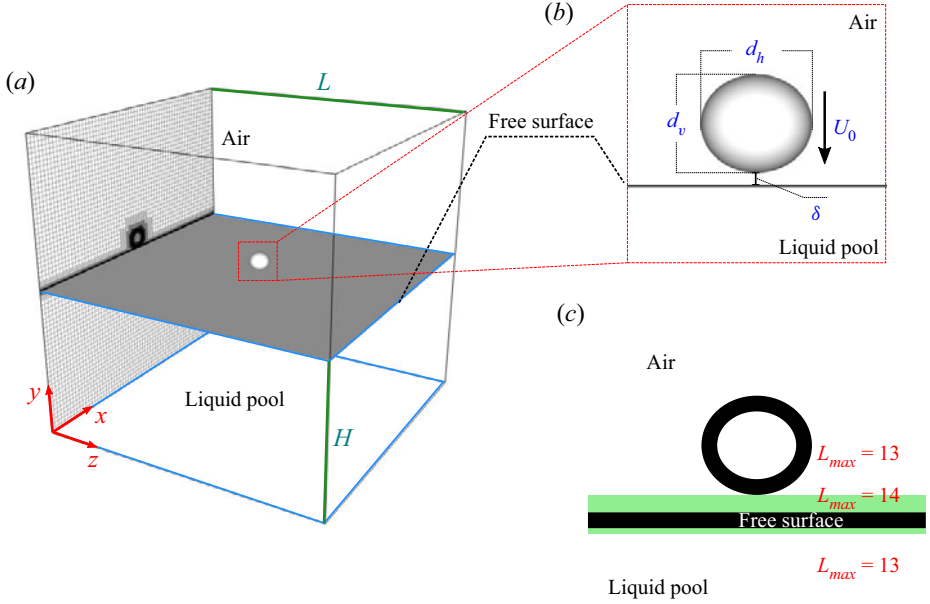 (a)
L
Air
Free surface
Liquid pool
H
y
x
z
(b)
Air
d_h
d_v
U_0
δ
Liquid pool
(c)
Air
L_max = 13
L_max = 14
Free surface
L_max = 13
Liquid pool